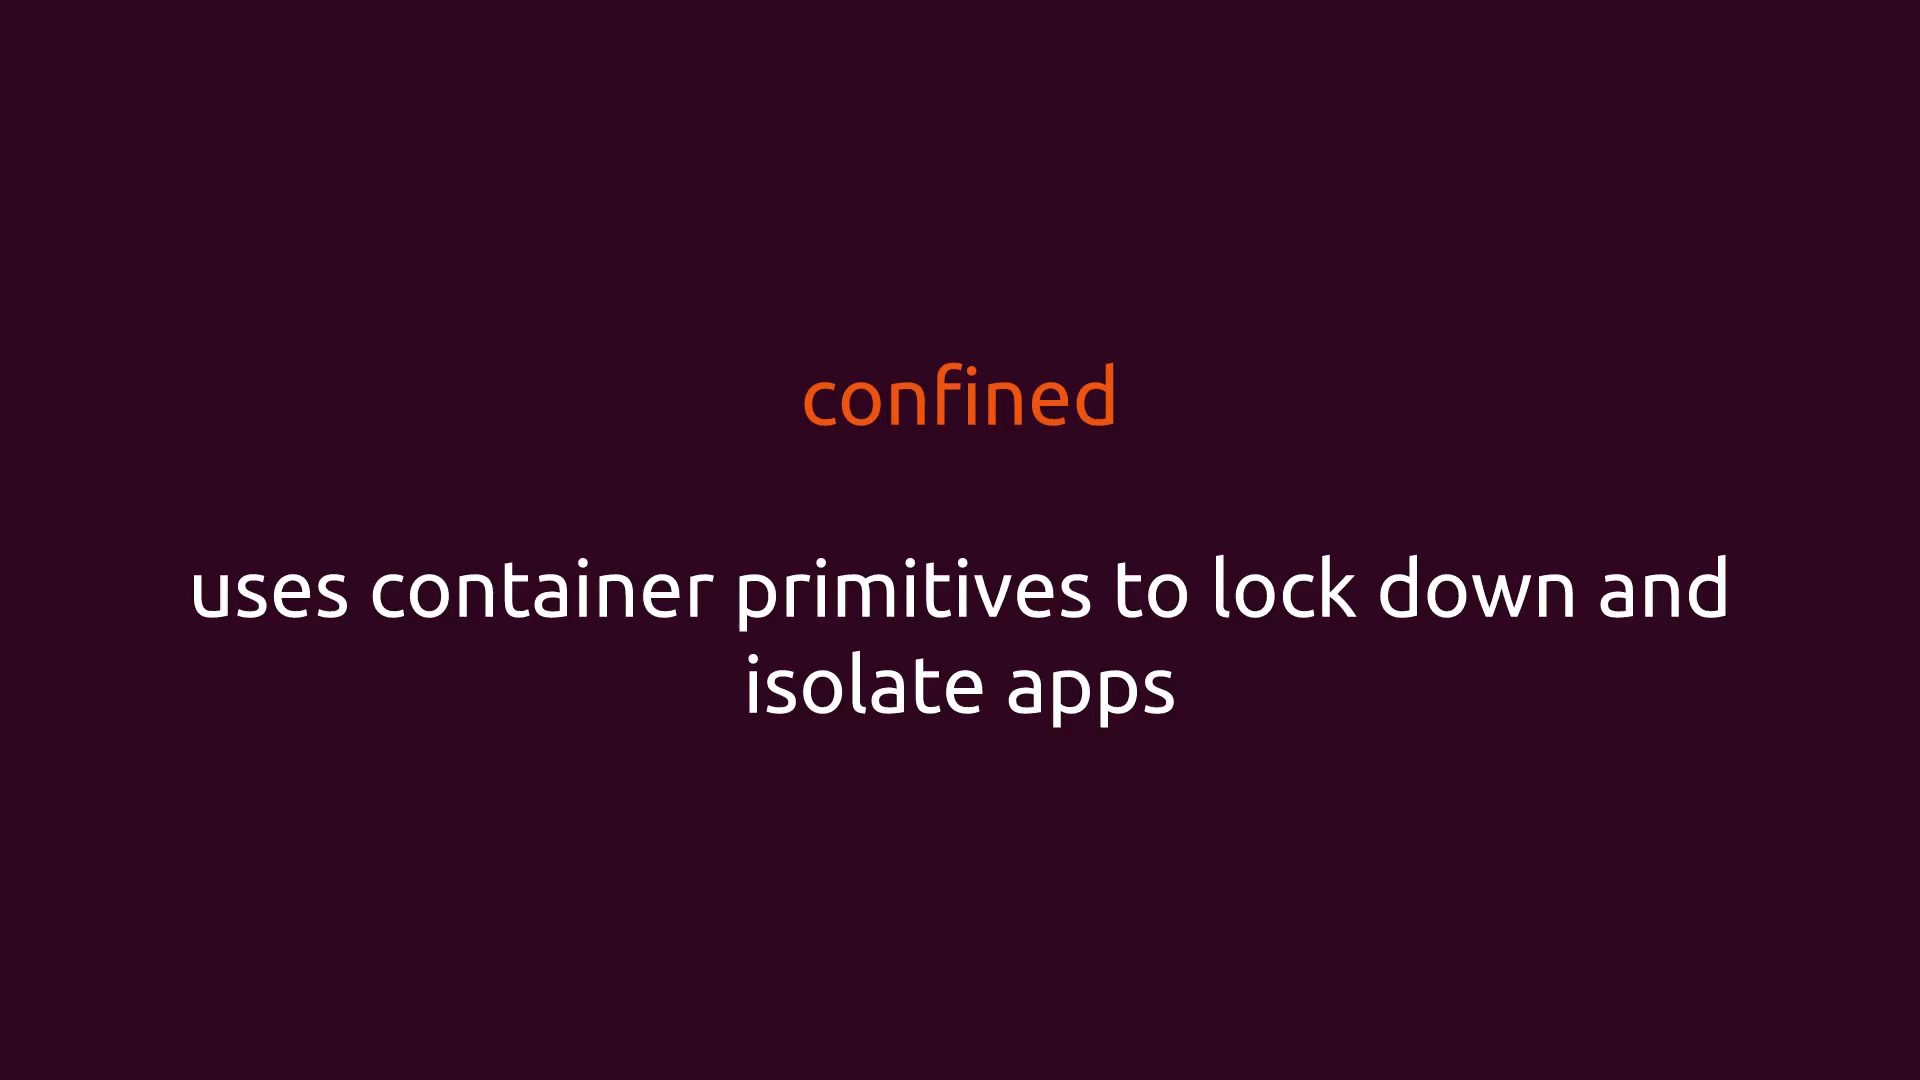 confined
uses container primitives to lock down and
isolate apps